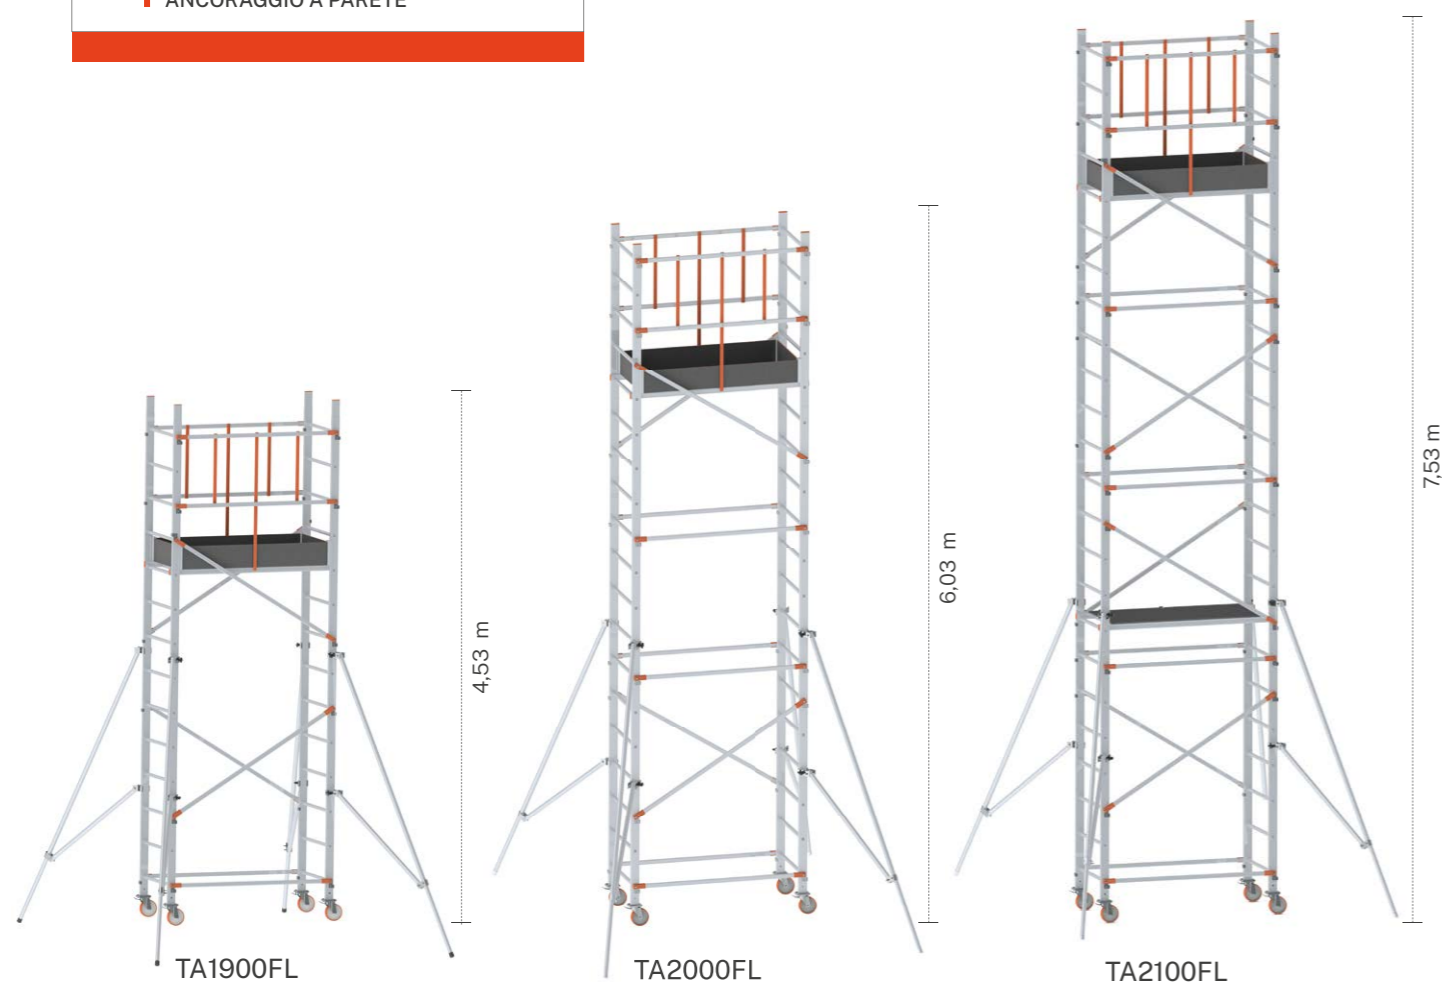 ANCORAGGIO A PARETE
4,53 m
6,03 m
7,53 m
TA1900FL
TA2000FL
TA2100FL